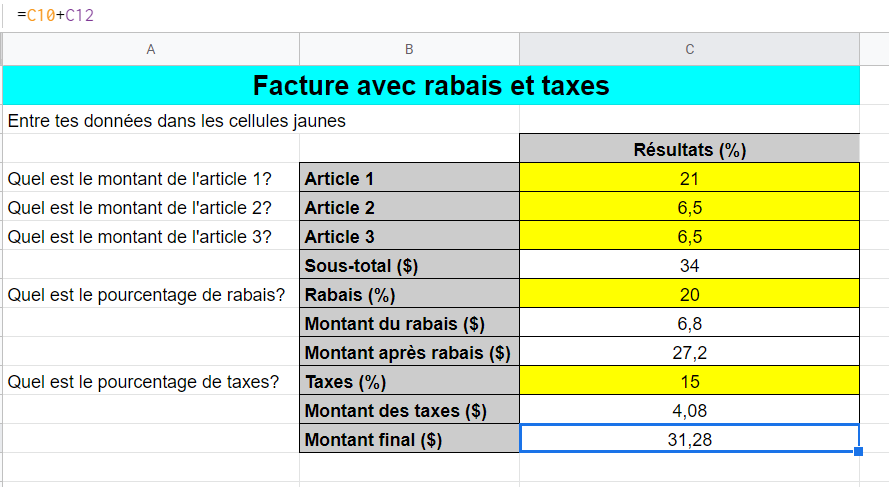 =C10+C12
A B C
Facture avec rabais et taxes
Entre tes données dans les cellules jaunes
Résultats (%)
Quel est le montant de l'article 1? Article 1 21
Quel est le montant de l'article 2? Article 2 6,5
Quel est le montant de l'article 3? Article 3 6,5
Sous-total ($) 34
Quel est le pourcentage de rabais? Rabais (%) 20
Montant du rabais ($) 6,8
Montant après rabais ($) 27,2
Quel est le pourcentage de taxes? Taxes (%) 15
Montant des taxes ($) 4,08
Montant final ($) 31,28